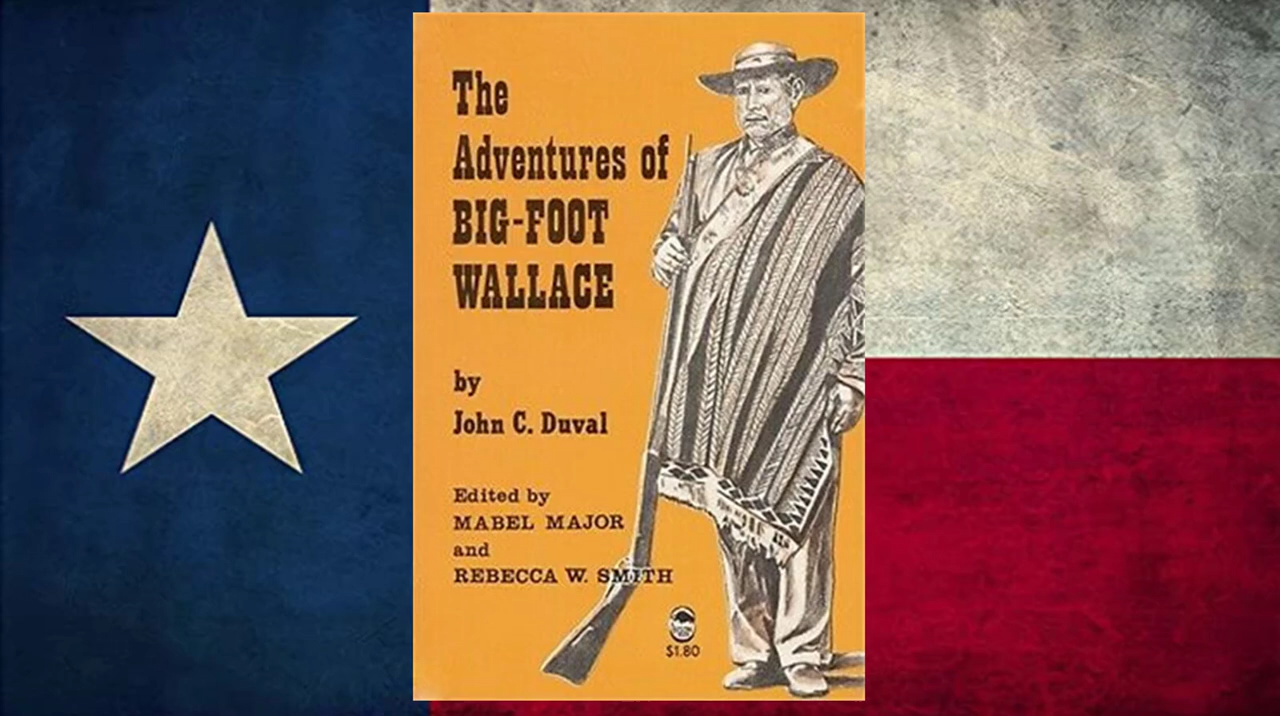 The
Adventures of
BIG-FOOT
WALLACE
by
John C. Duval
Edited by
MABEL MAJOR
and
REBECCA W. SMITH
$1.80